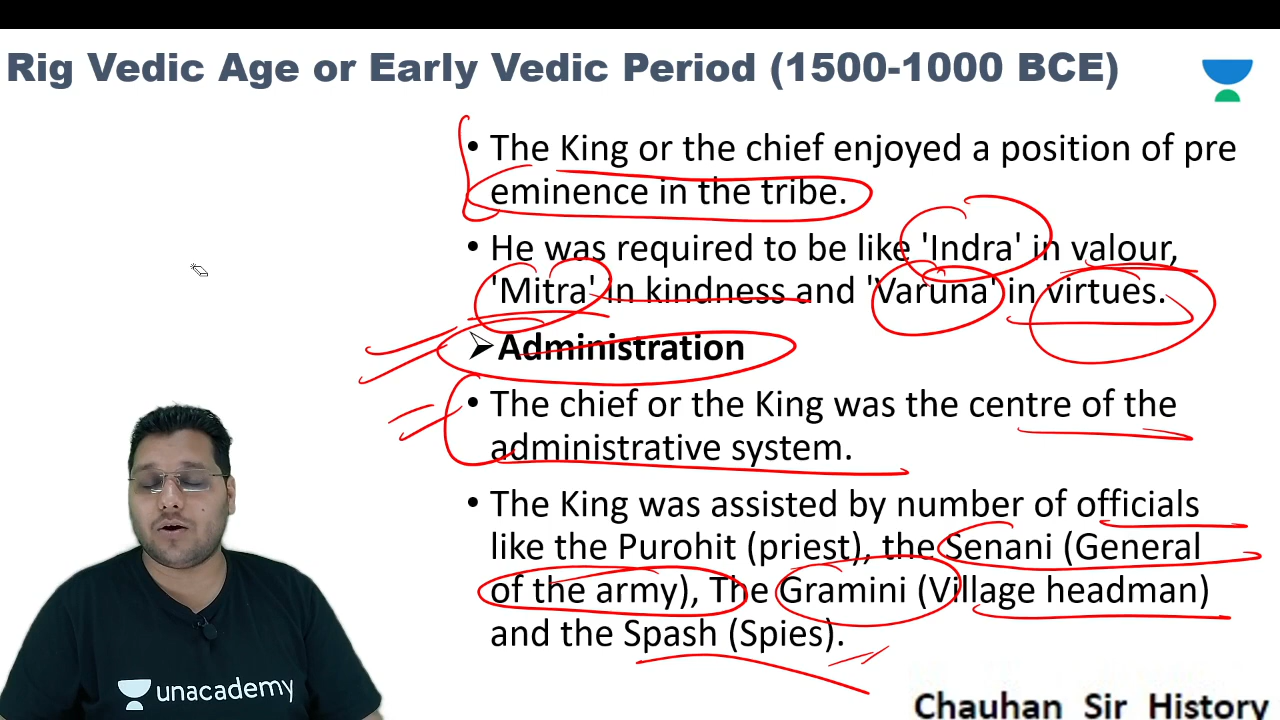 Rig Vedic Age or Early Vedic Period (1500-1000 BCE)
• The King or the chief enjoyed a position of pre
eminence in the tribe.
• He was required to be like 'Indra' in valour,
'Mitra' in kindness and 'Varuna' in virtues.
➢Administration
• The chief or the King was the centre of the
administrative system.
• The King was assisted by number of officials
like the Purohit (priest), the Senani (General
of the army), The Gramini (Village headman)
and the Spash (Spies).
unacademy
Chauhan Sir History